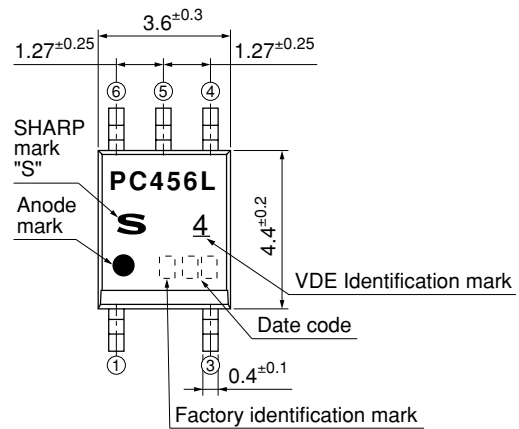 3.6±0.3
1.27±0.25
1.27±0.25
⑥ ⑤ ④
SHARP
mark
"S"
PC456L
S
4
Anode
mark
4.4±0.2
VDE Identification mark
Date code
① ③
0.4±0.1
Factory identification mark